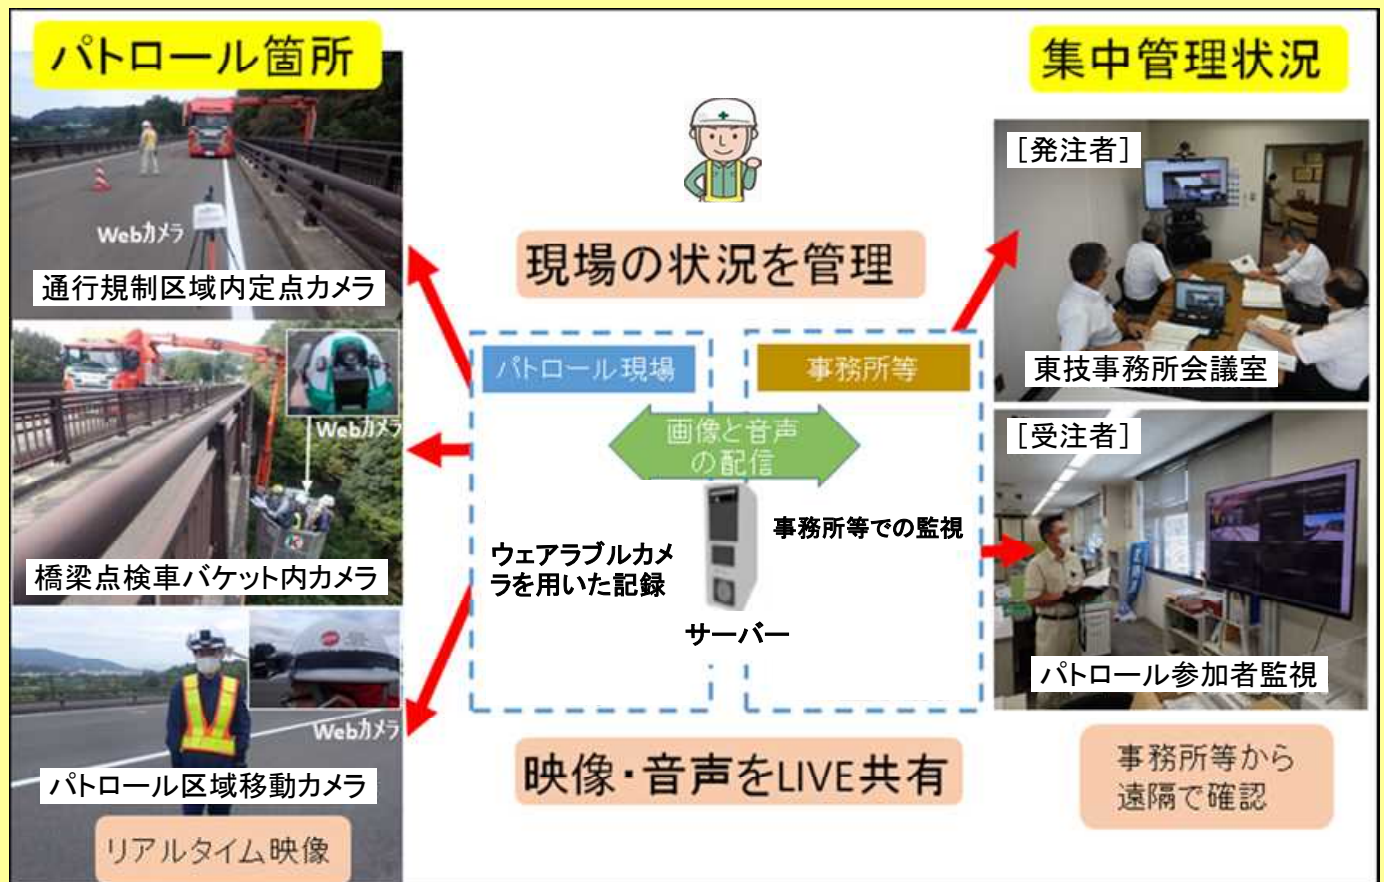 パトロール箇所
Webカメラ
通行規制区域内定点カメラ
Webカメラ
橋梁点検車バケット内カメラ
Webカメラ
パトロール区域移動カメラ
リアルタイム映像
現場の状況を管理
パトロール現場
事務所等
画像と音声
の配信
ウェアラブルカメ
ラを用いた記録
事務所等での監視
サーバー
映像・音声をLIVE共有
集中管理状況
［発注者］
東技事務所会議室
［受注者］
パトロール参加者監視
事務所等から
遠隔で確認